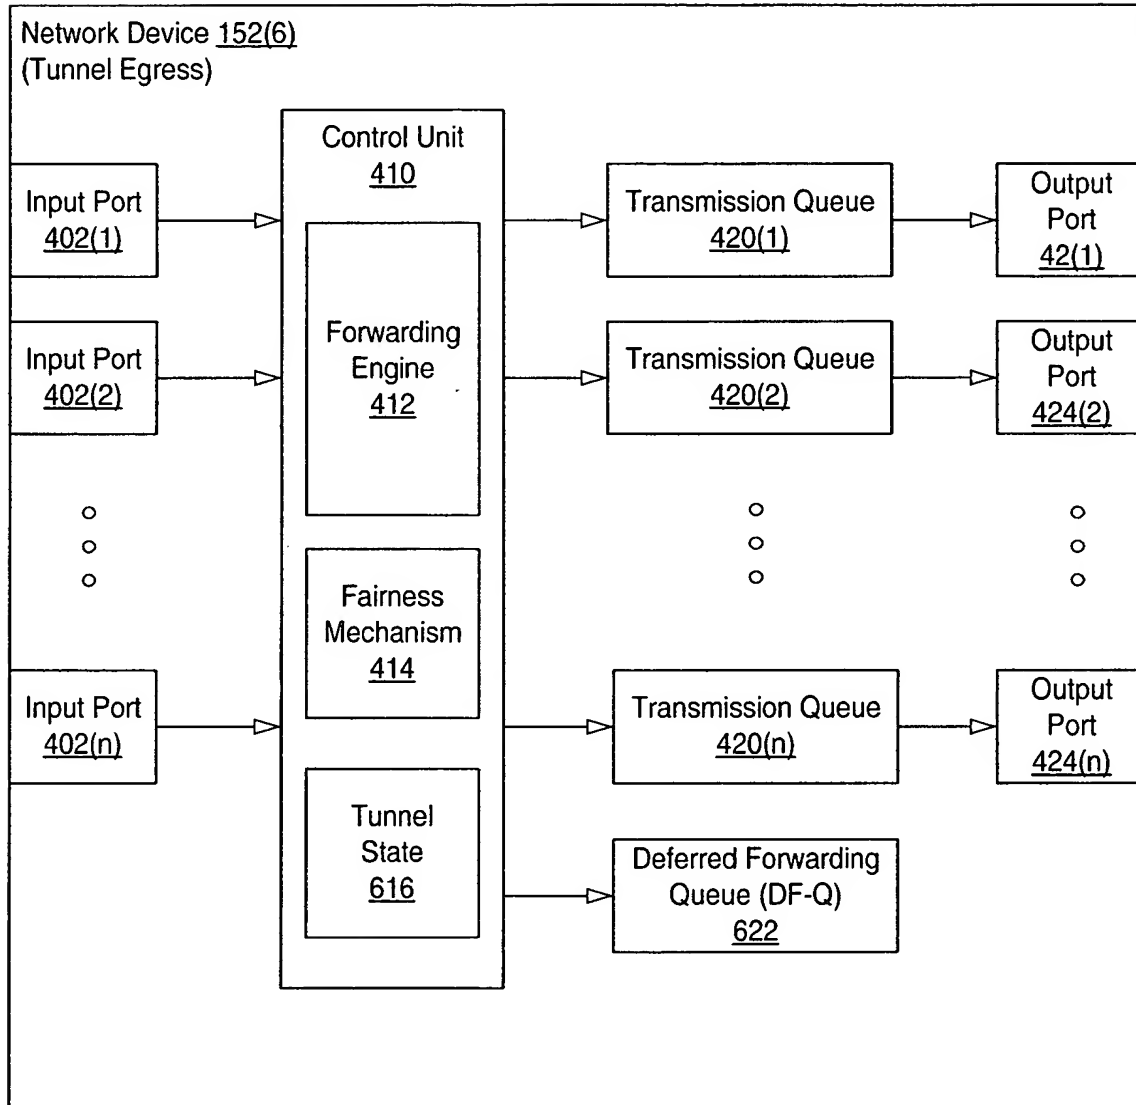 Network Device 152(6)
(Tunnel Egress)
Control Unit
410
Input Port
402(1)
Transmission Queue
420(1)
Output
Port
42(1)
Forwarding
Engine
412
Input Port
402(2)
Transmission Queue
420(2)
Output
Port
424(2)
Fairness
Mechanism
414
Input Port
402(n)
Transmission Queue
420(n)
Output
Port
424(n)
Tunnel
State
616
Deferred Forwarding
Queue (DF-Q)
622